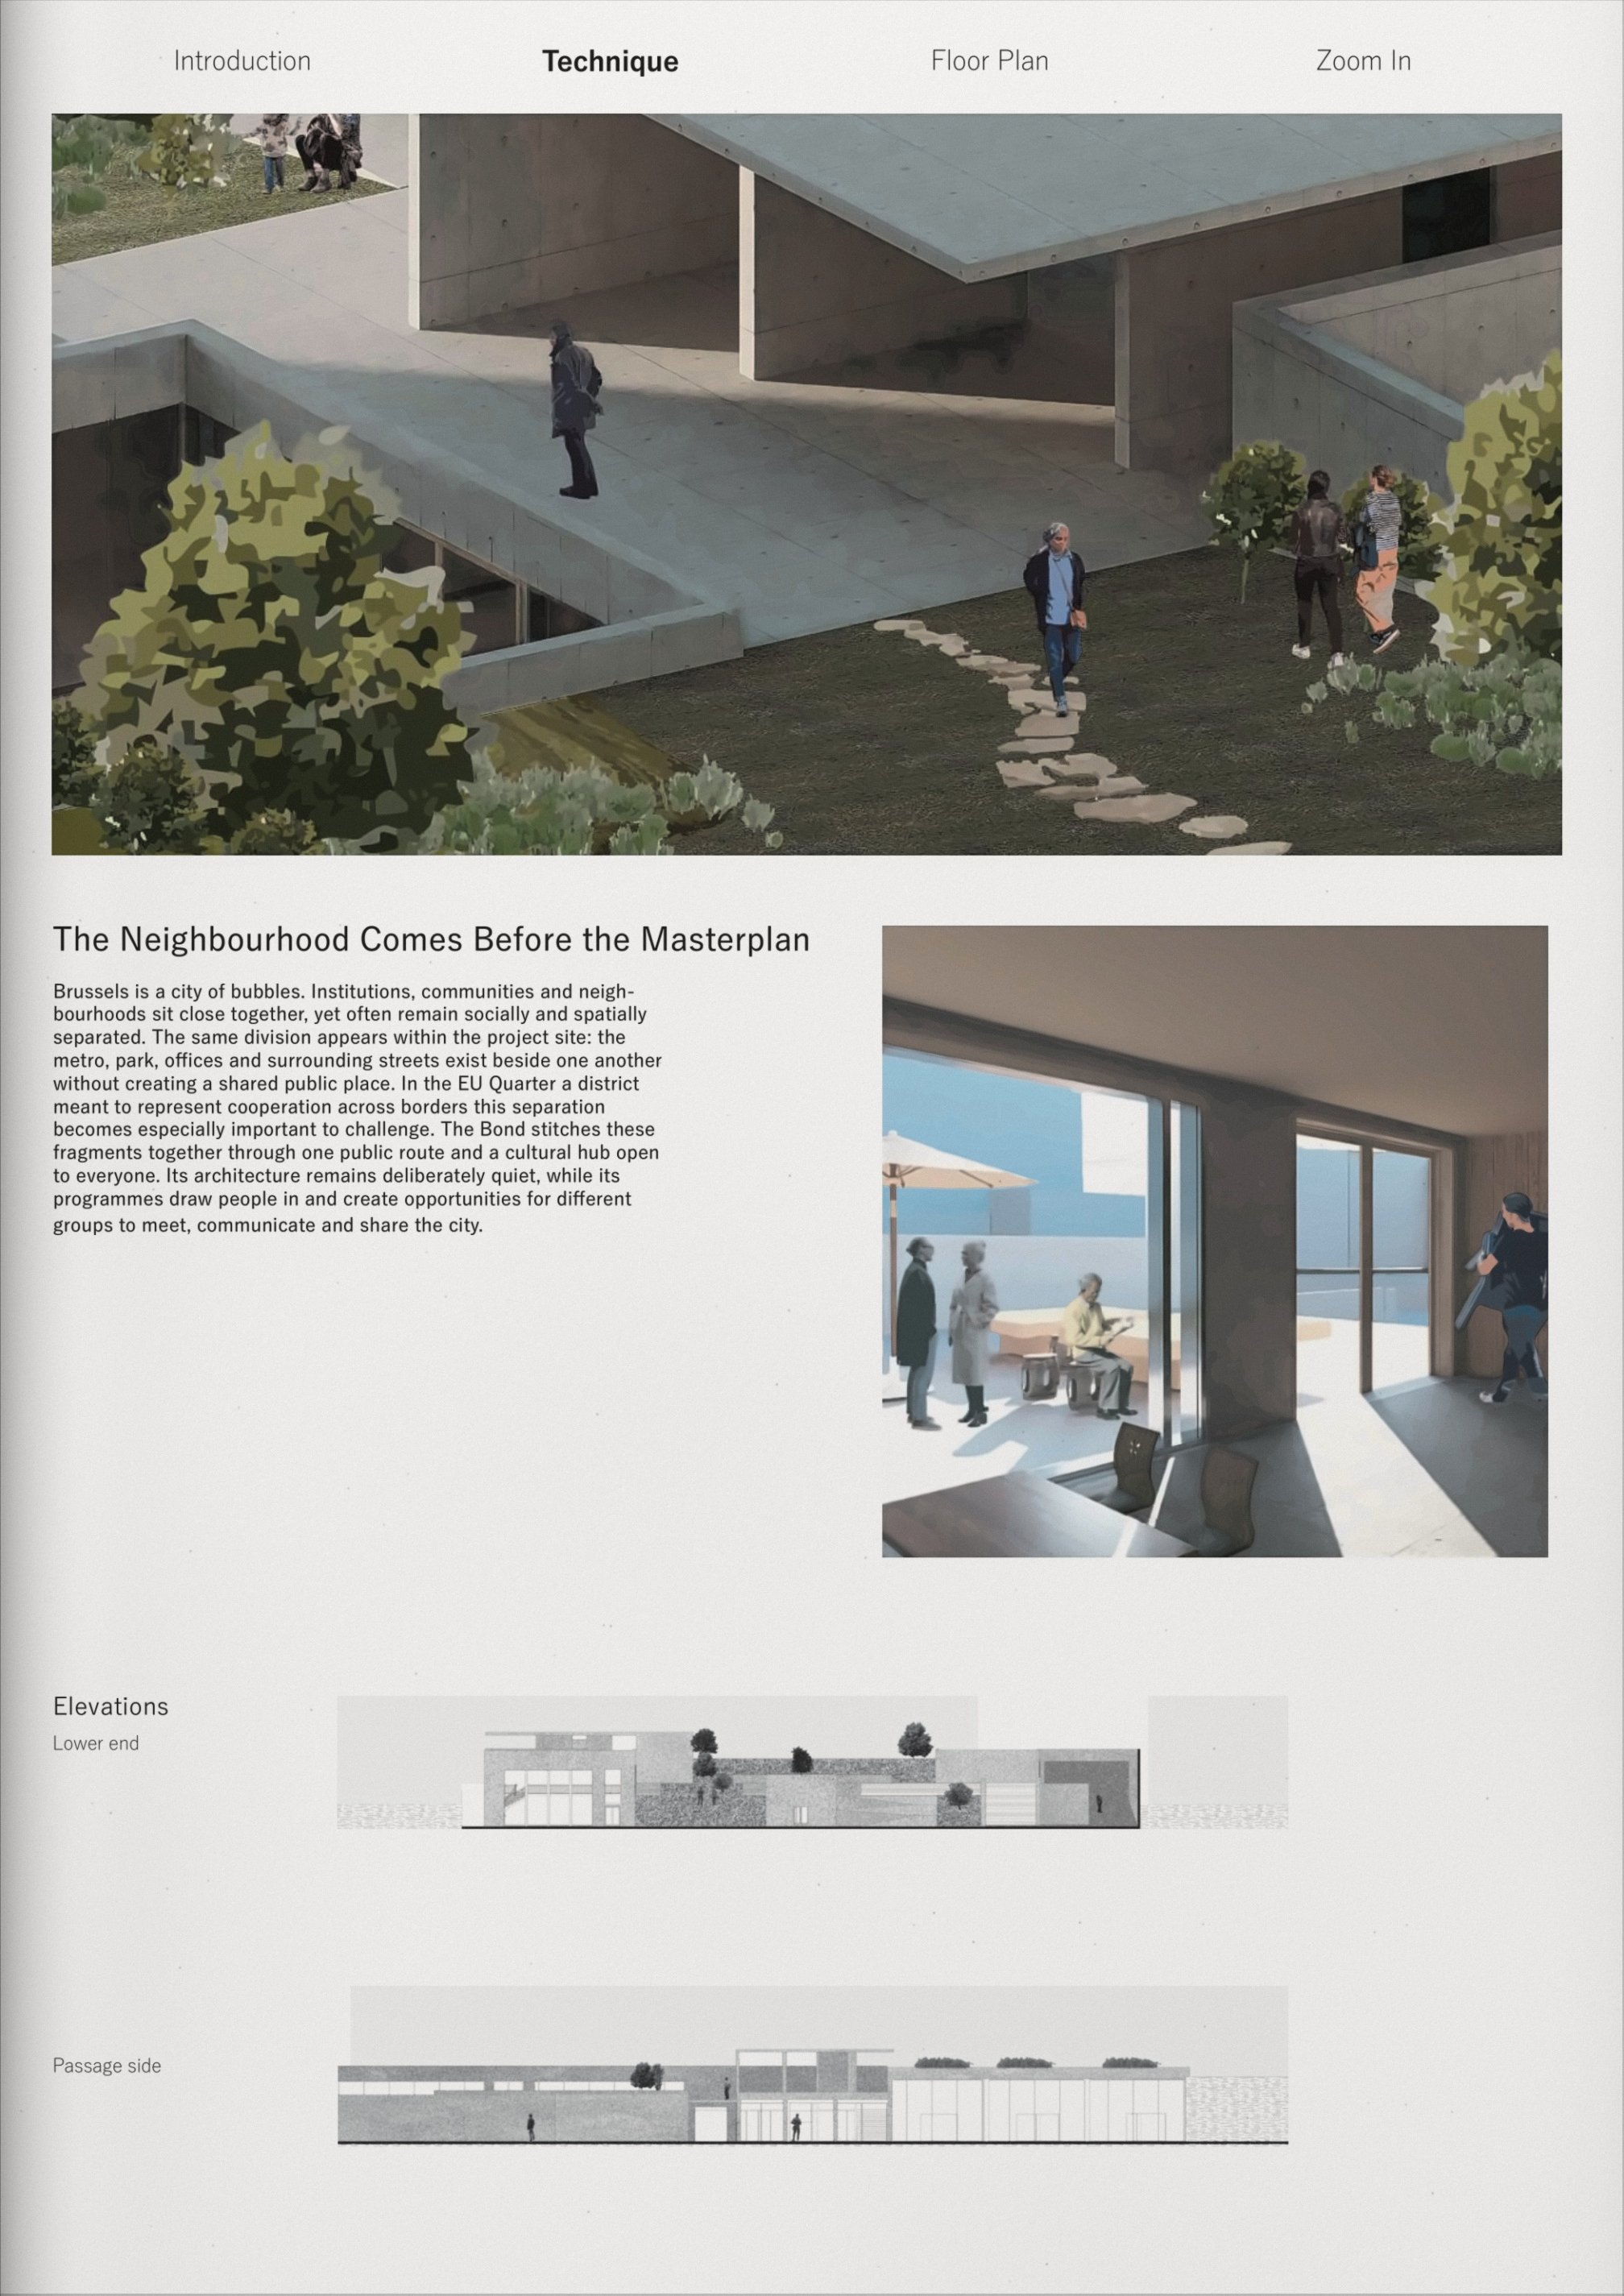 Introduction
Technique
Floor Plan
Zoom In
The Neighbourhood Comes Before the Masterplan
Brussels is a city of bubbles. Institutions, communities and neigh-
bourhoods sit close together, yet often remain socially and spatially
separated. The same division appears within the project site: the
metro, park, offices and surrounding streets exist beside one another
without creating a shared public place. In the EU Quarter a district
meant to represent cooperation across borders this separation
becomes especially important to challenge. The Bond stitches these
fragments together through one public route and a cultural hub open
to everyone. Its architecture remains deliberately quiet, while its
programmes draw people in and create opportunities for different
groups to meet, communicate and share the city.
Elevations
Lower end
Passage side